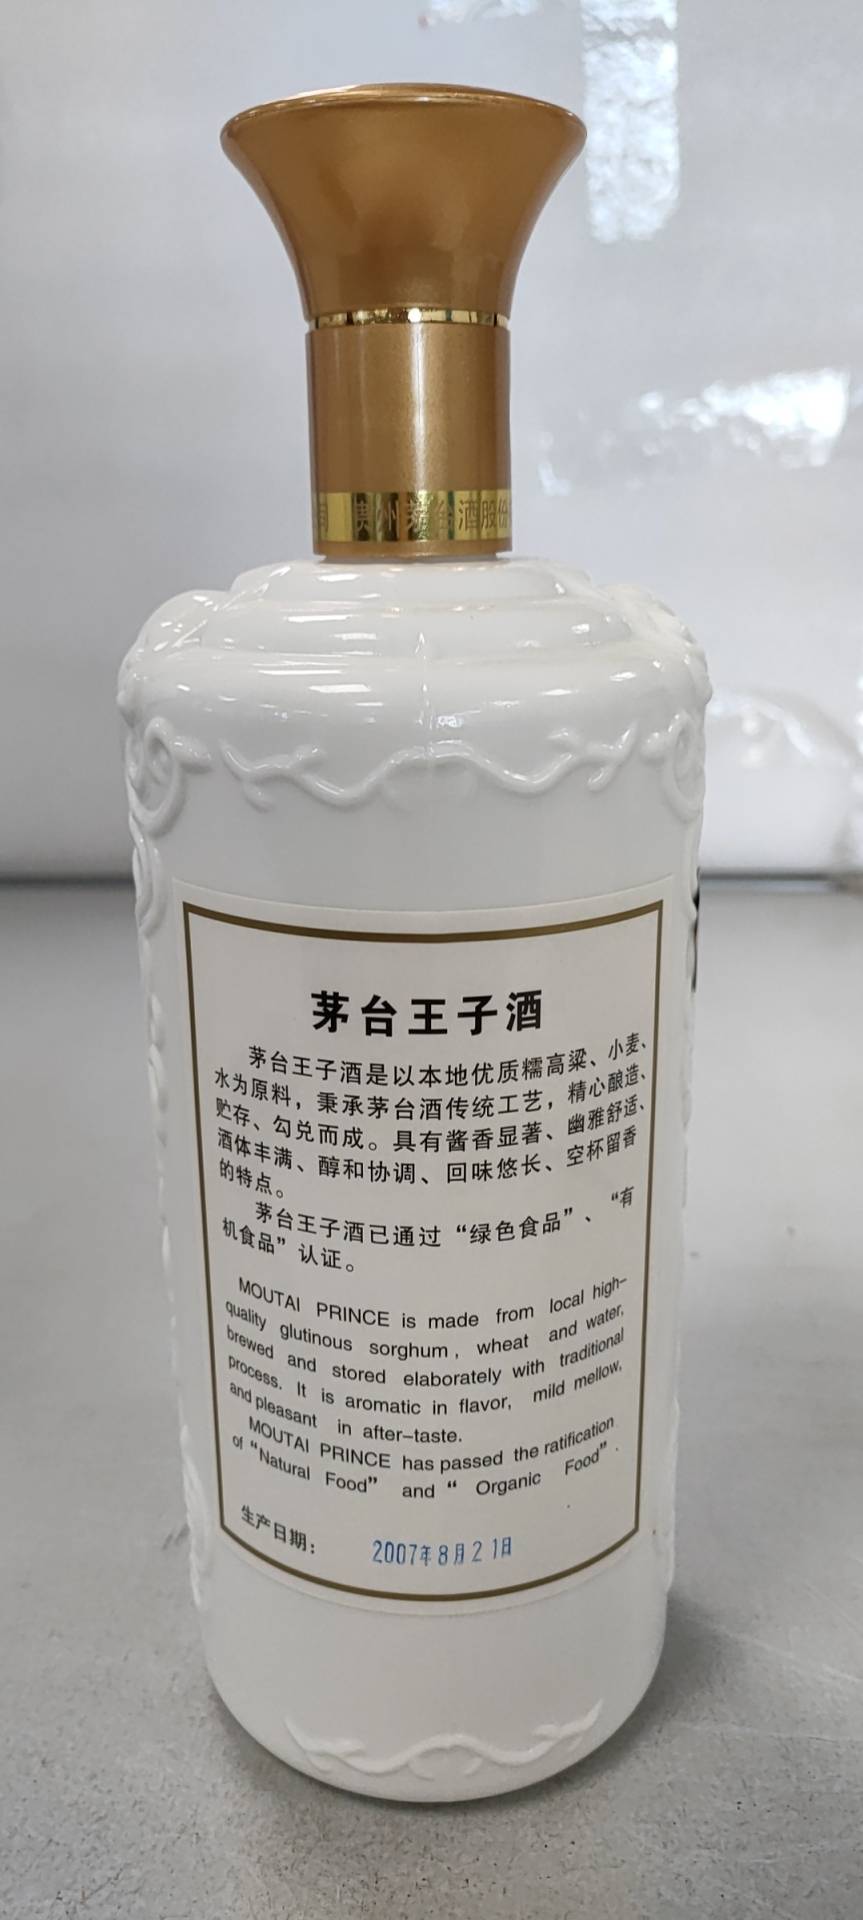 司 贵州茅台酒股份
茅台王子酒
茅台王子酒是以本地优质糯高粱、小麦、
水为原料，秉承茅台酒传统工艺，精心酿造、
贮存、勾兑而成。具有酱香显著、幽雅舒适、
酒体丰满、醇和协调、回味悠长、空杯留香
的特点。
茅台王子酒已通过“绿色食品”、“有
机食品”认证。
MOUTAI PRINCE is made from local high-
quality glutinous sorghum, wheat and water,
brewed and stored elaborately with traditional
process. It is aromatic in flavor, mild mellow,
and pleasant in after-taste.
MOUTAI PRINCE has passed the ratification
of “Natural Food” and “ Organic Food”.
生产日期： 2007年8月21日